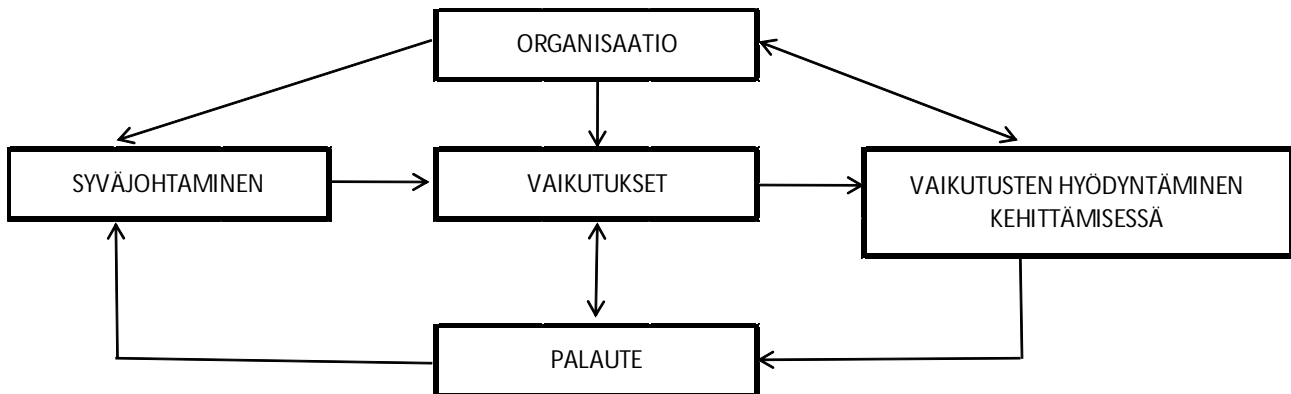 ORGANISAATIO
SYVÄJOHTAMINEN
VAIKUTUKSET
VAIKUTUSTEN HYÖDYNTÄMINEN
KEHITTÄMISESSÄ
PALAUTE